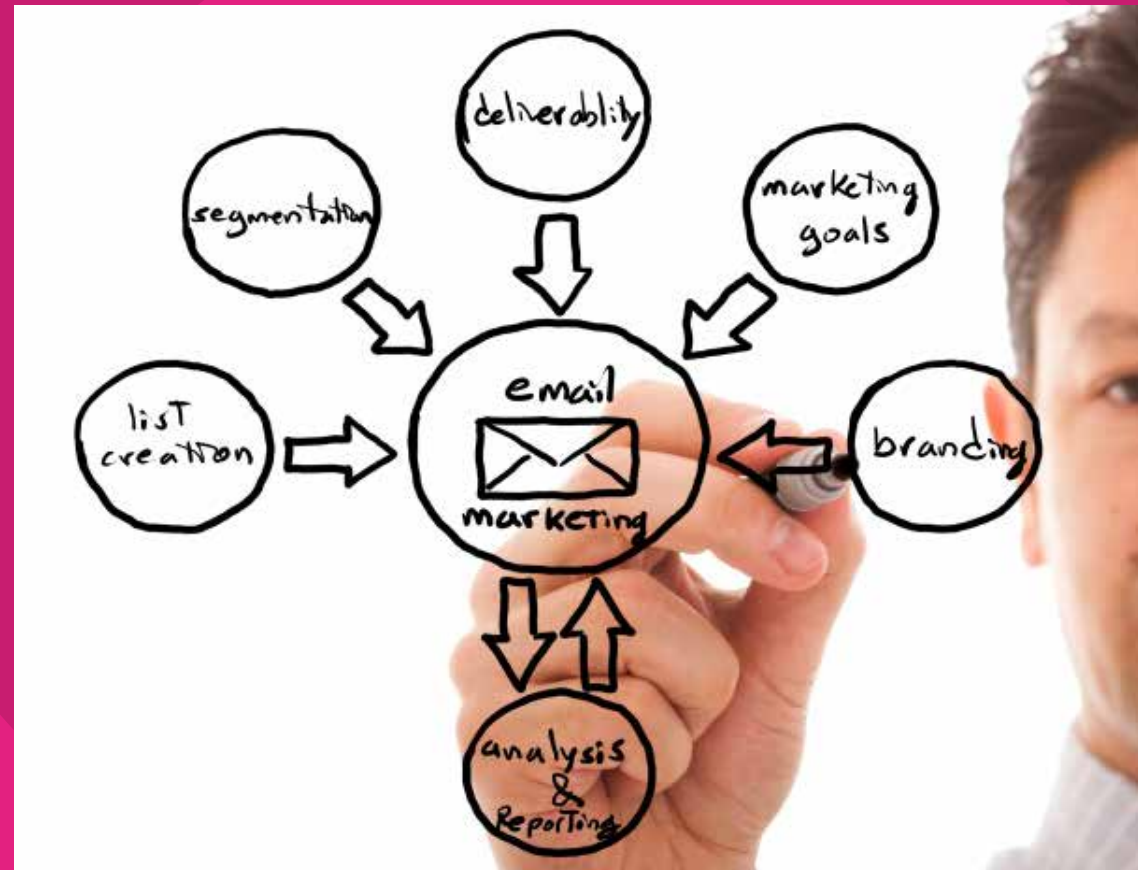 deliverablity
segmentation
marketing
goals
list
creation
email
marketing
branding
analysis
&
Reporting